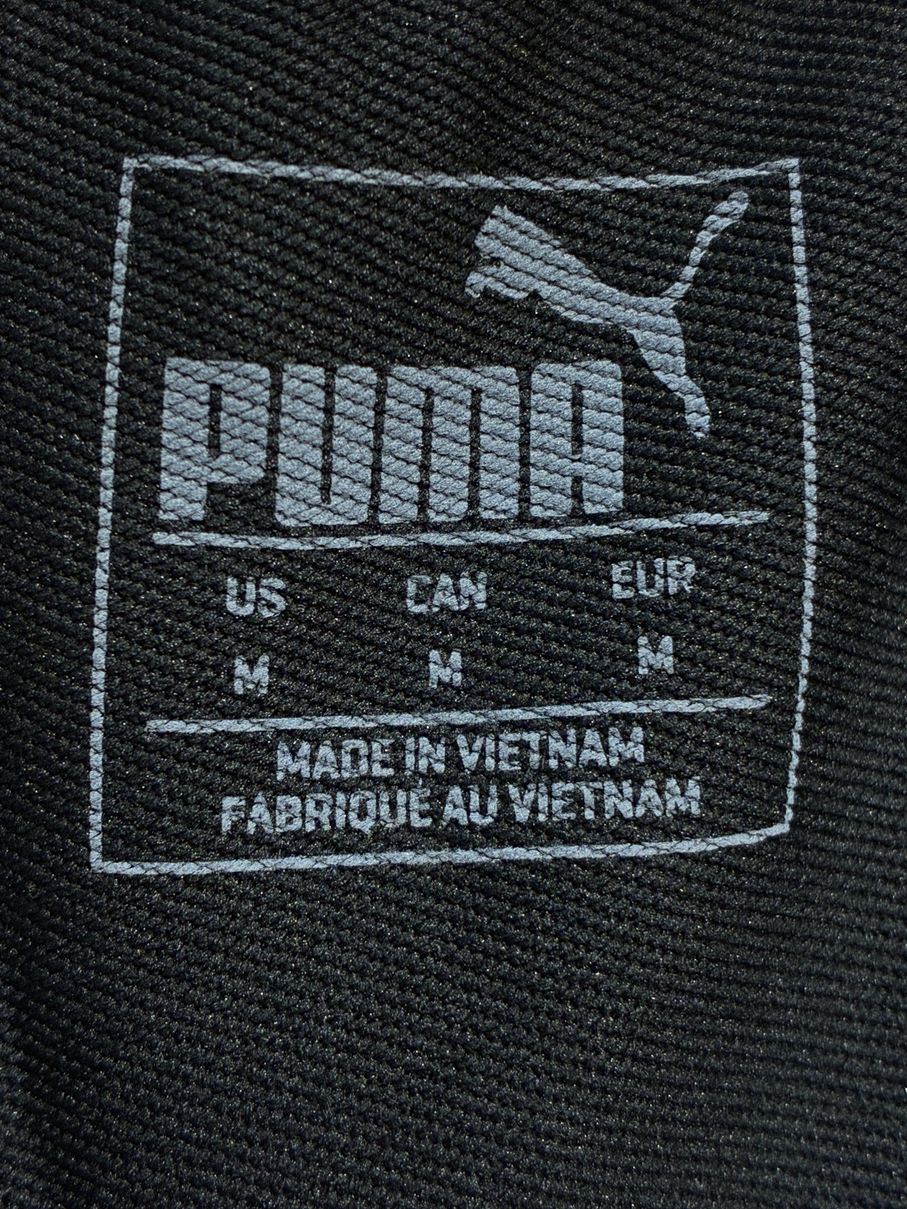 PUMA
US CAN EUR
M M M
MADE IN VIETNAM
FABRIQUÉ AU VIETNAM